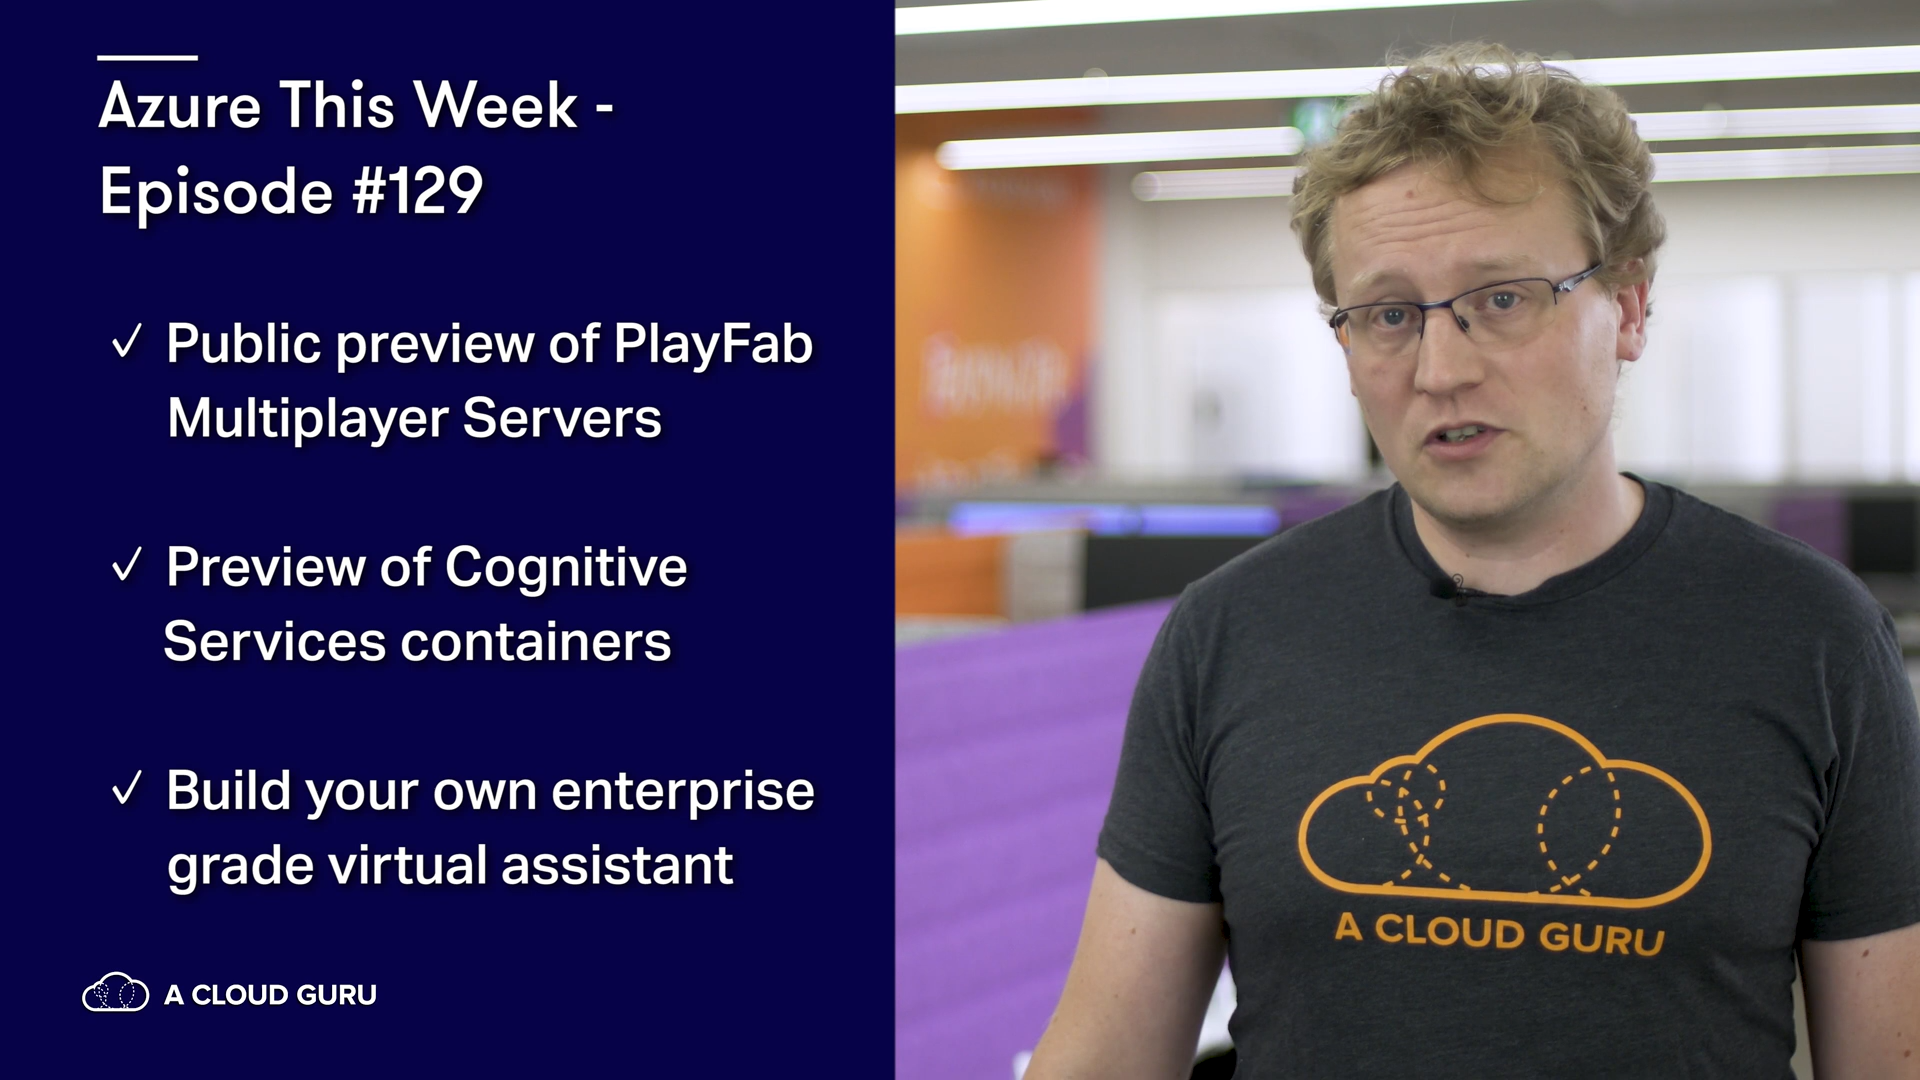 Azure This Week -
Episode #129
✓ Public preview of PlayFab
Multiplayer Servers
✓ Preview of Cognitive
Services containers
✓ Build your own enterprise
grade virtual assistant
A CLOUD GURU
A CLOUD GURU